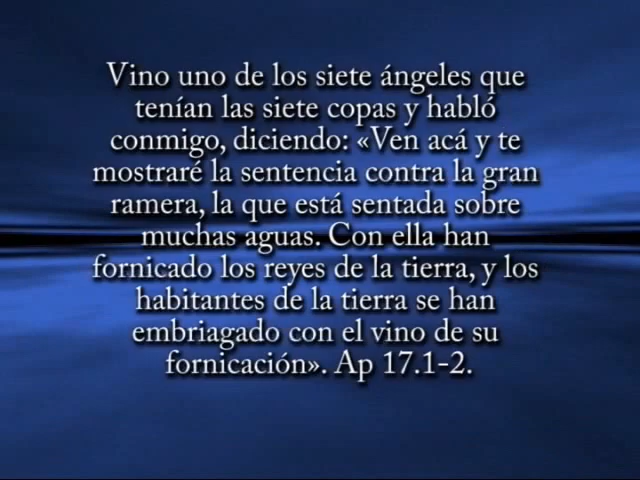 Vino uno de los siete ángeles que
tenían las siete copas y habló
conmigo, diciendo: «Ven acá y te
mostraré la sentencia contra la gran
ramera, la que está sentada sobre
muchas aguas. Con ella han
fornicado los reyes de la tierra, y los
habitantes de la tierra se han
embriagado con el vino de su
fornicación». Ap 17.1-2.